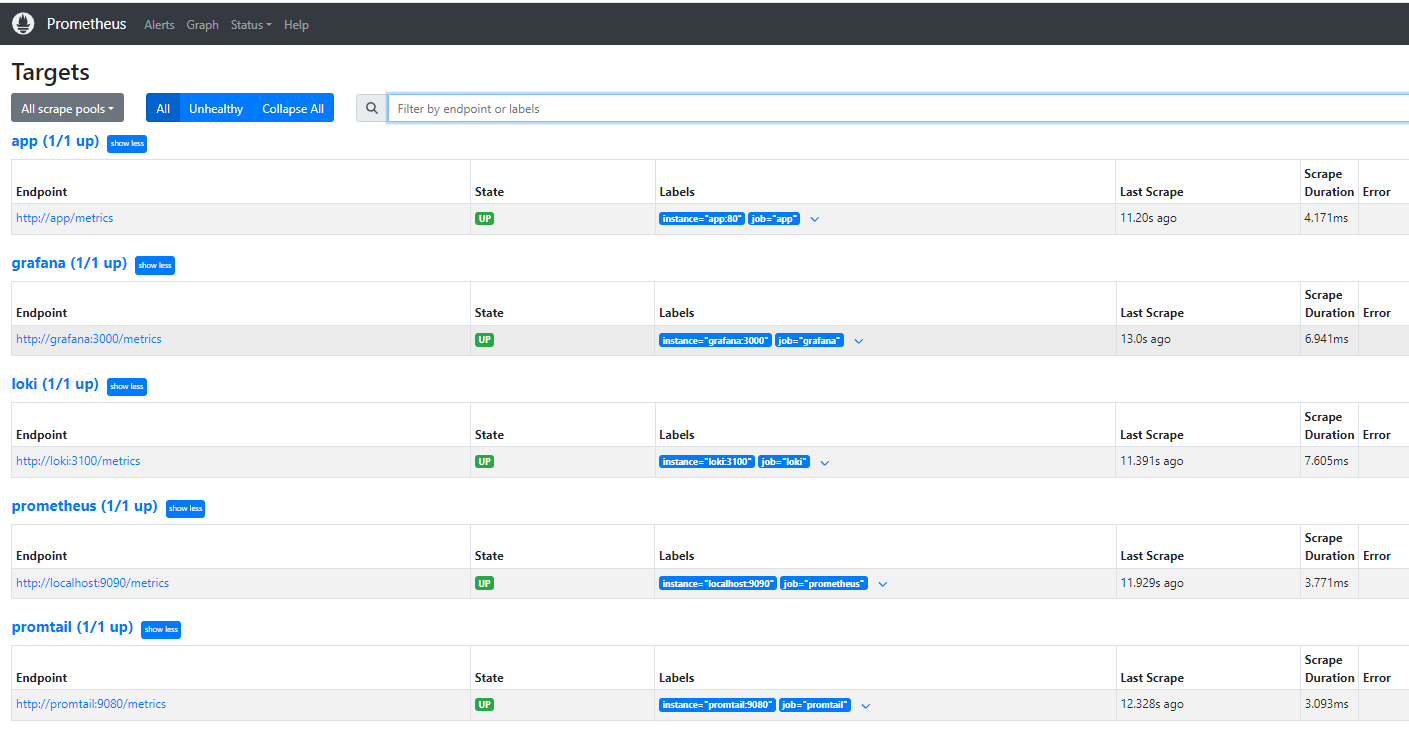 Prometheus Alerts Graph Status Help
Targets
All scrape pools All Unhealthy Collapse All Filter by endpoint or labels
app (1/1 up) show less
Endpoint State Labels Last Scrape Scrape Duration Error
http://app/metrics UP instance="app:80" job="app" 11.20s ago 4.171ms
grafana (1/1 up) show less
Endpoint State Labels Last Scrape Scrape Duration Error
http://grafana:3000/metrics UP instance="grafana:3000" job="grafana" 13.0s ago 6.941ms
loki (1/1 up) show less
Endpoint State Labels Last Scrape Scrape Duration Error
http://loki:3100/metrics UP instance="loki:3100" job="loki" 11.391s ago 7.605ms
prometheus (1/1 up) show less
Endpoint State Labels Last Scrape Scrape Duration Error
http://localhost:9090/metrics UP instance="localhost:9090" job="prometheus" 11.929s ago 3.771ms
promtail (1/1 up) show less
Endpoint State Labels Last Scrape Scrape Duration Error
http://promtail:9080/metrics UP instance="promtail:9080" job="promtail" 12.328s ago 3.093ms